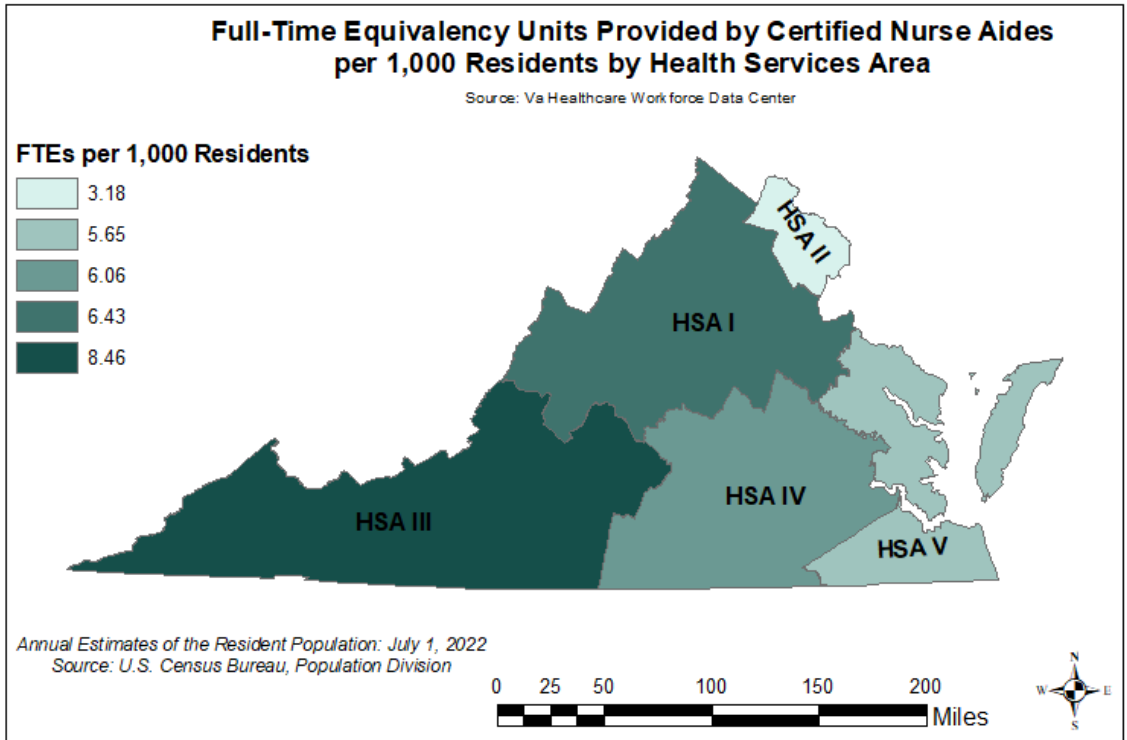 Full-Time Equivalency Units Provided by Certified Nurse Aides
per 1,000 Residents by Health Services Area
Source: Va Healthcare Workforce Data Center
FTEs per 1,000 Residents
3.18
5.65
6.06
6.43
8.46
HSA II
HSA I
HSA IV
HSA III
HSA V
Annual Estimates of the Resident Population: July 1, 2022
Source: U.S. Census Bureau, Population Division
0 25 50 100 150 200
Miles
N
W E
S